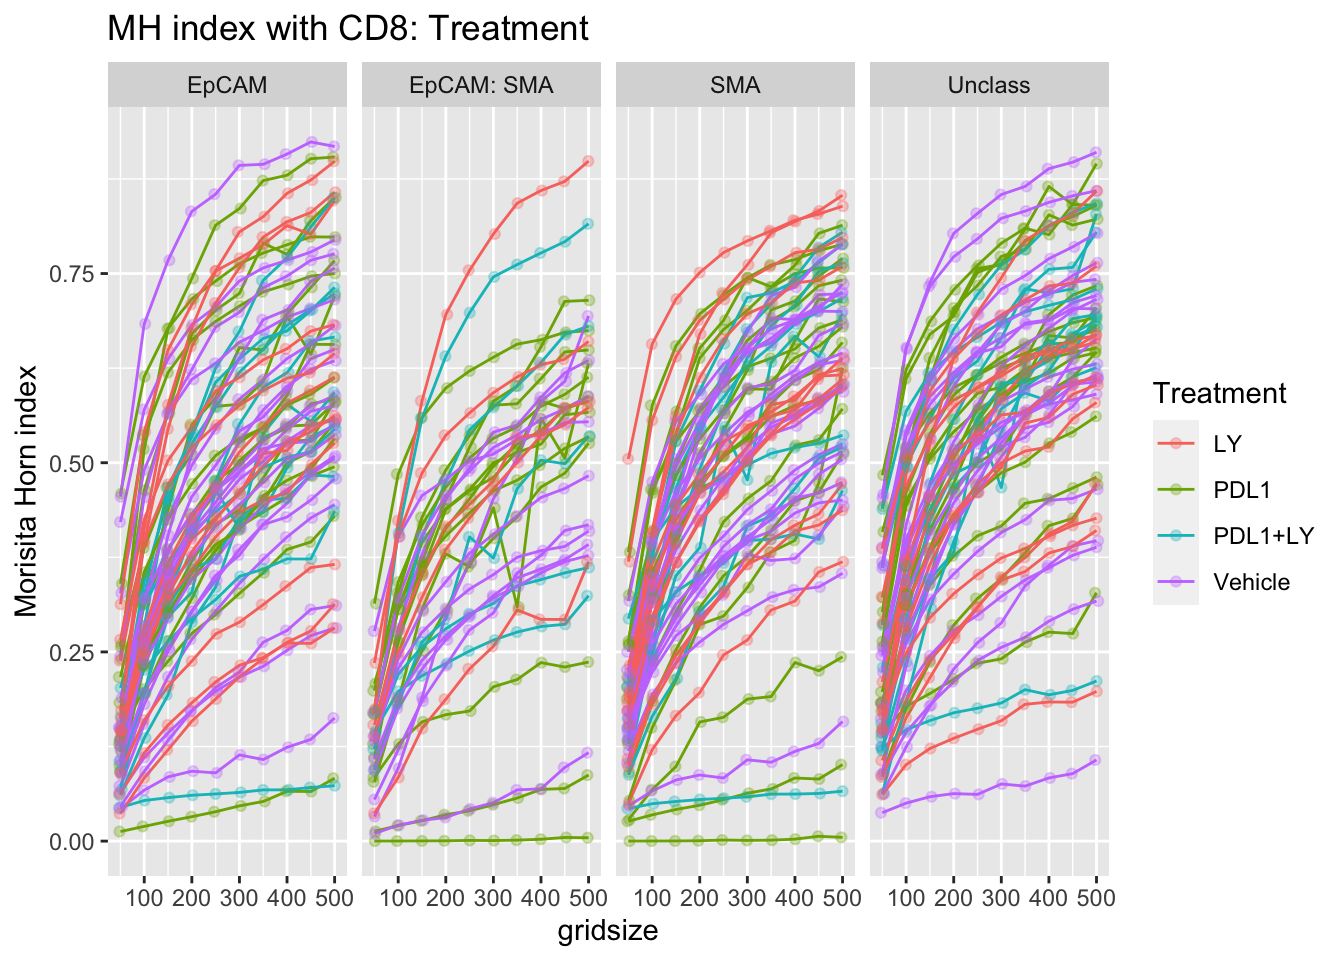 MH index with CD8: Treatment
EpCAM
EpCAM: SMA
SMA
Unclass
Morisita Horn index
0.75
0.50
0.25
0.00
100 200 300 400 500
100 200 300 400 500
100 200 300 400 500
100 200 300 400 500
gridsize
Treatment
LY
PDL1
PDL1+LY
Vehicle